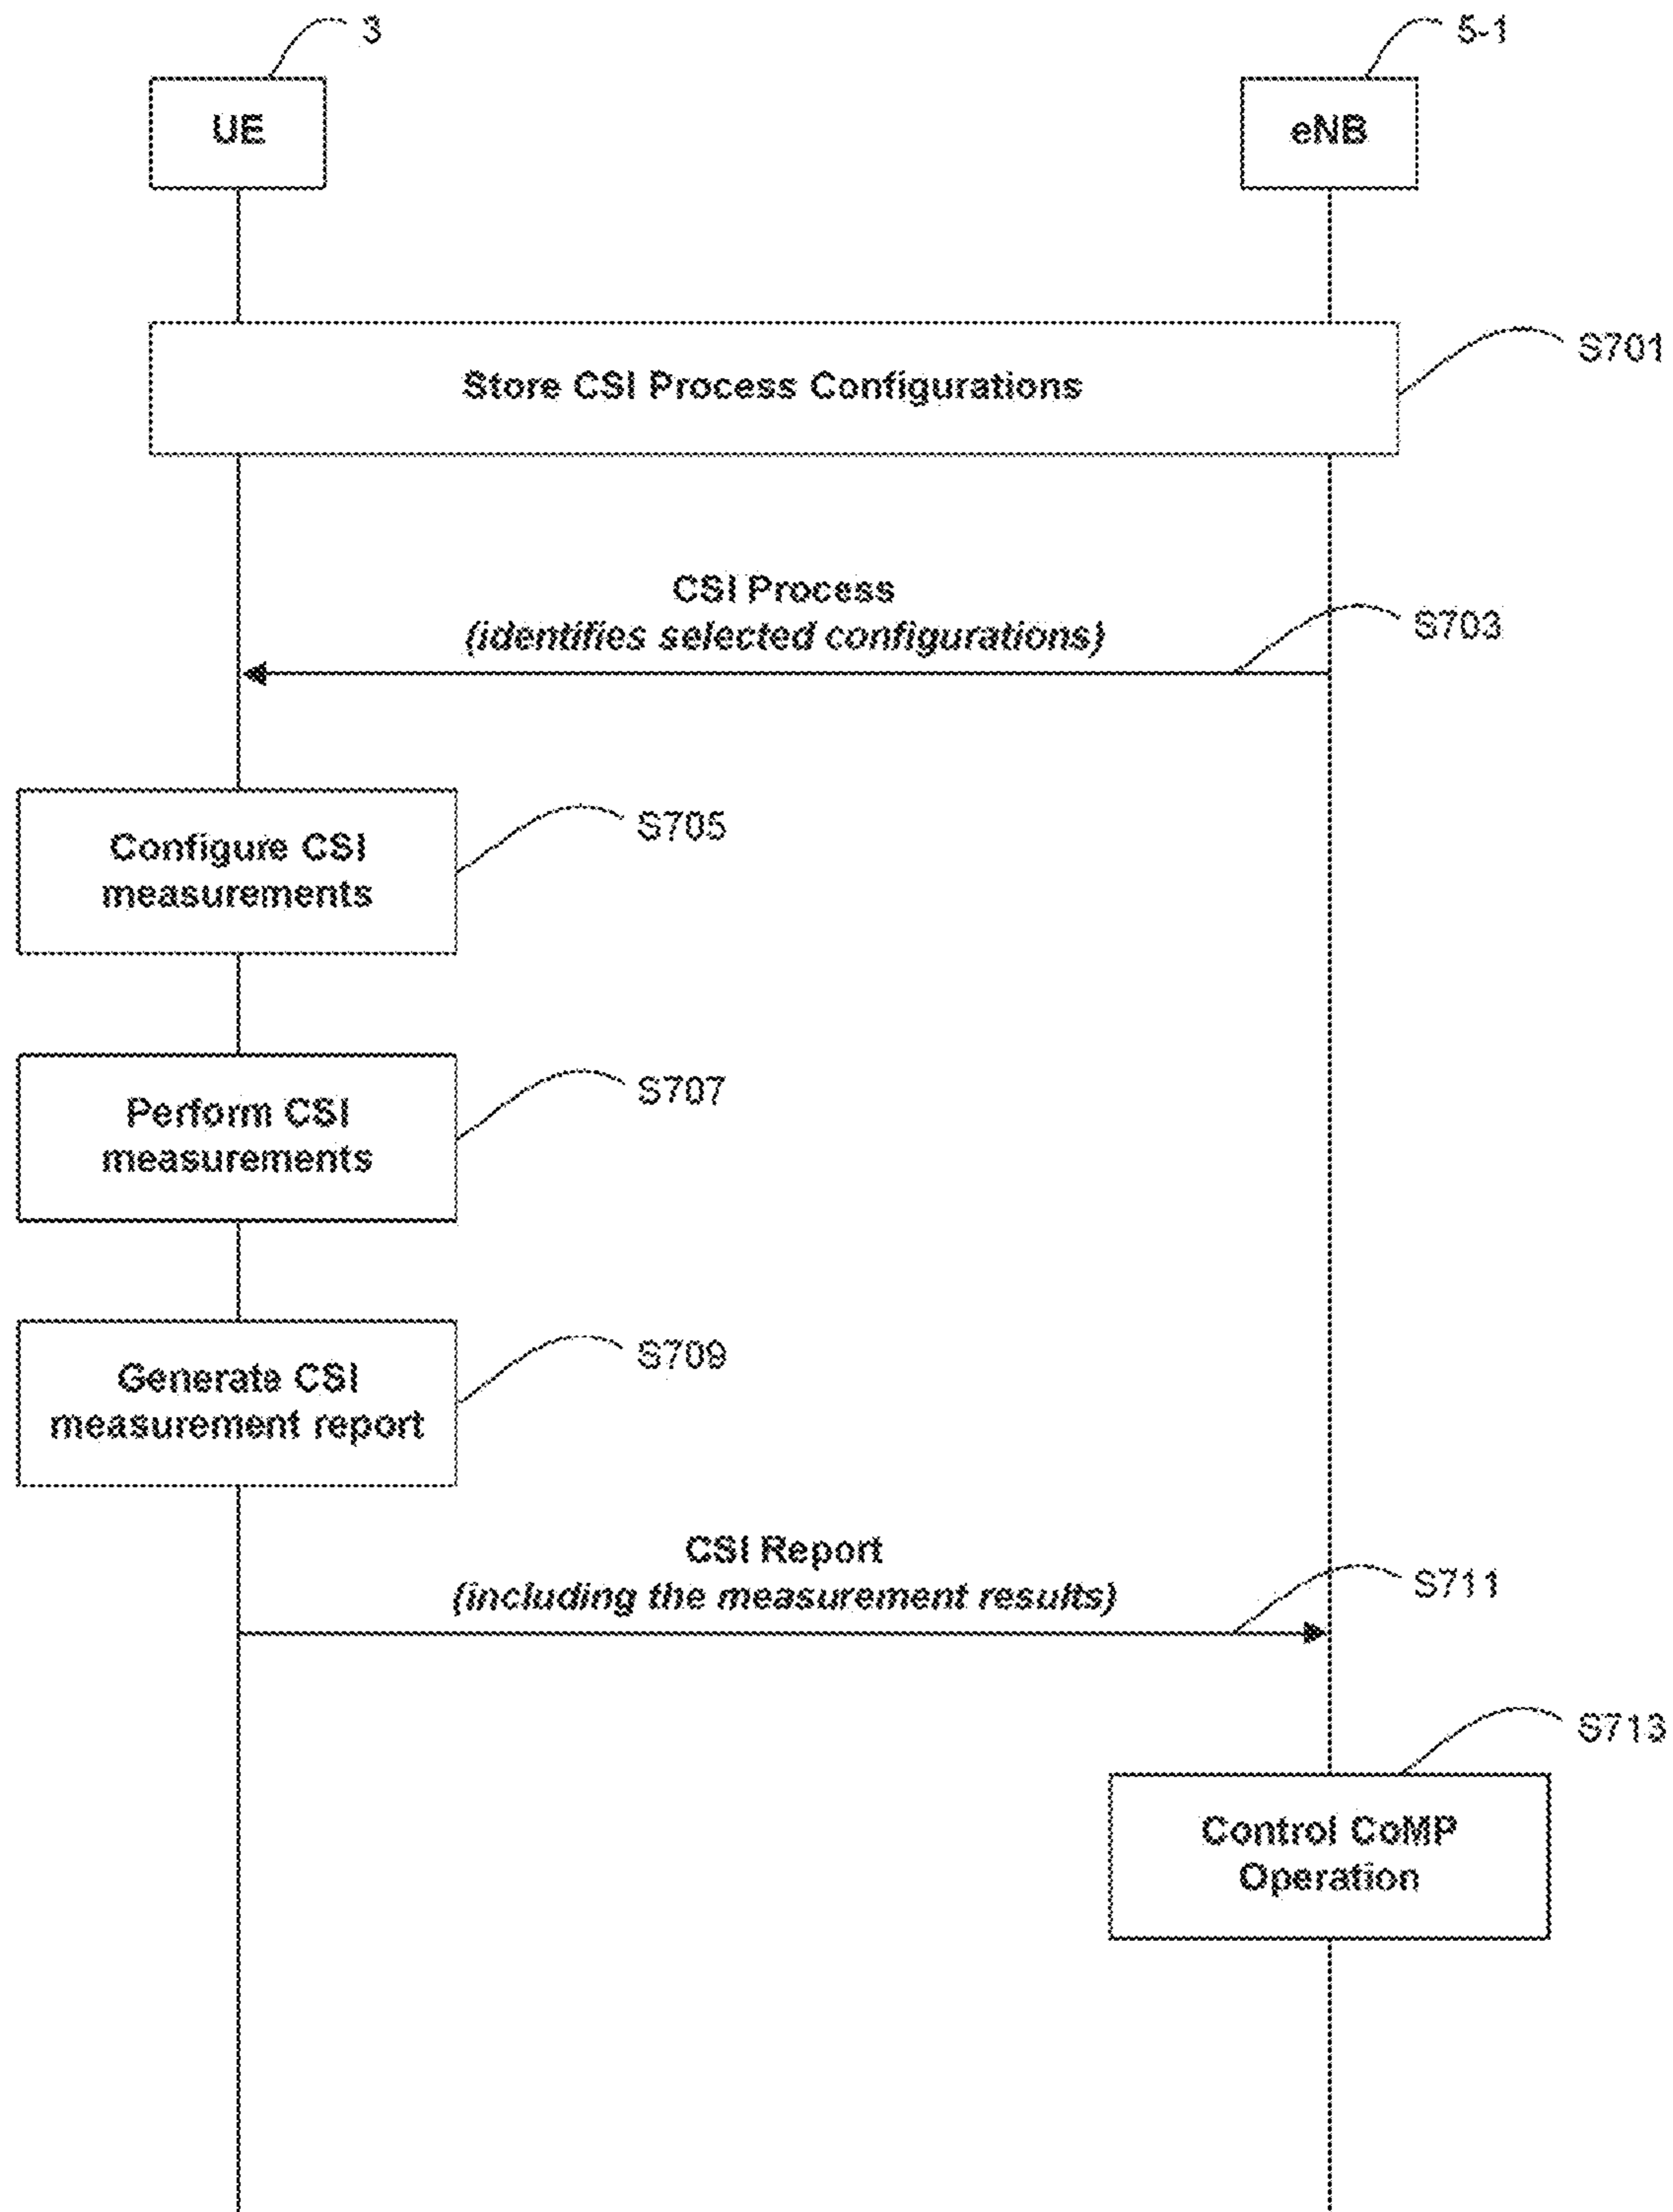 3
5-1
UE
eNB
S701
Store CSI Process Configurations
CSI Process
(identifies selected configurations)
S703
S705
Configure CSI
measurements
S707
Perform CSI
measurements
S709
Generate CSI
measurement report
CSI Report
(including the measurement results)
S711
S713
Control CoMP
Operation